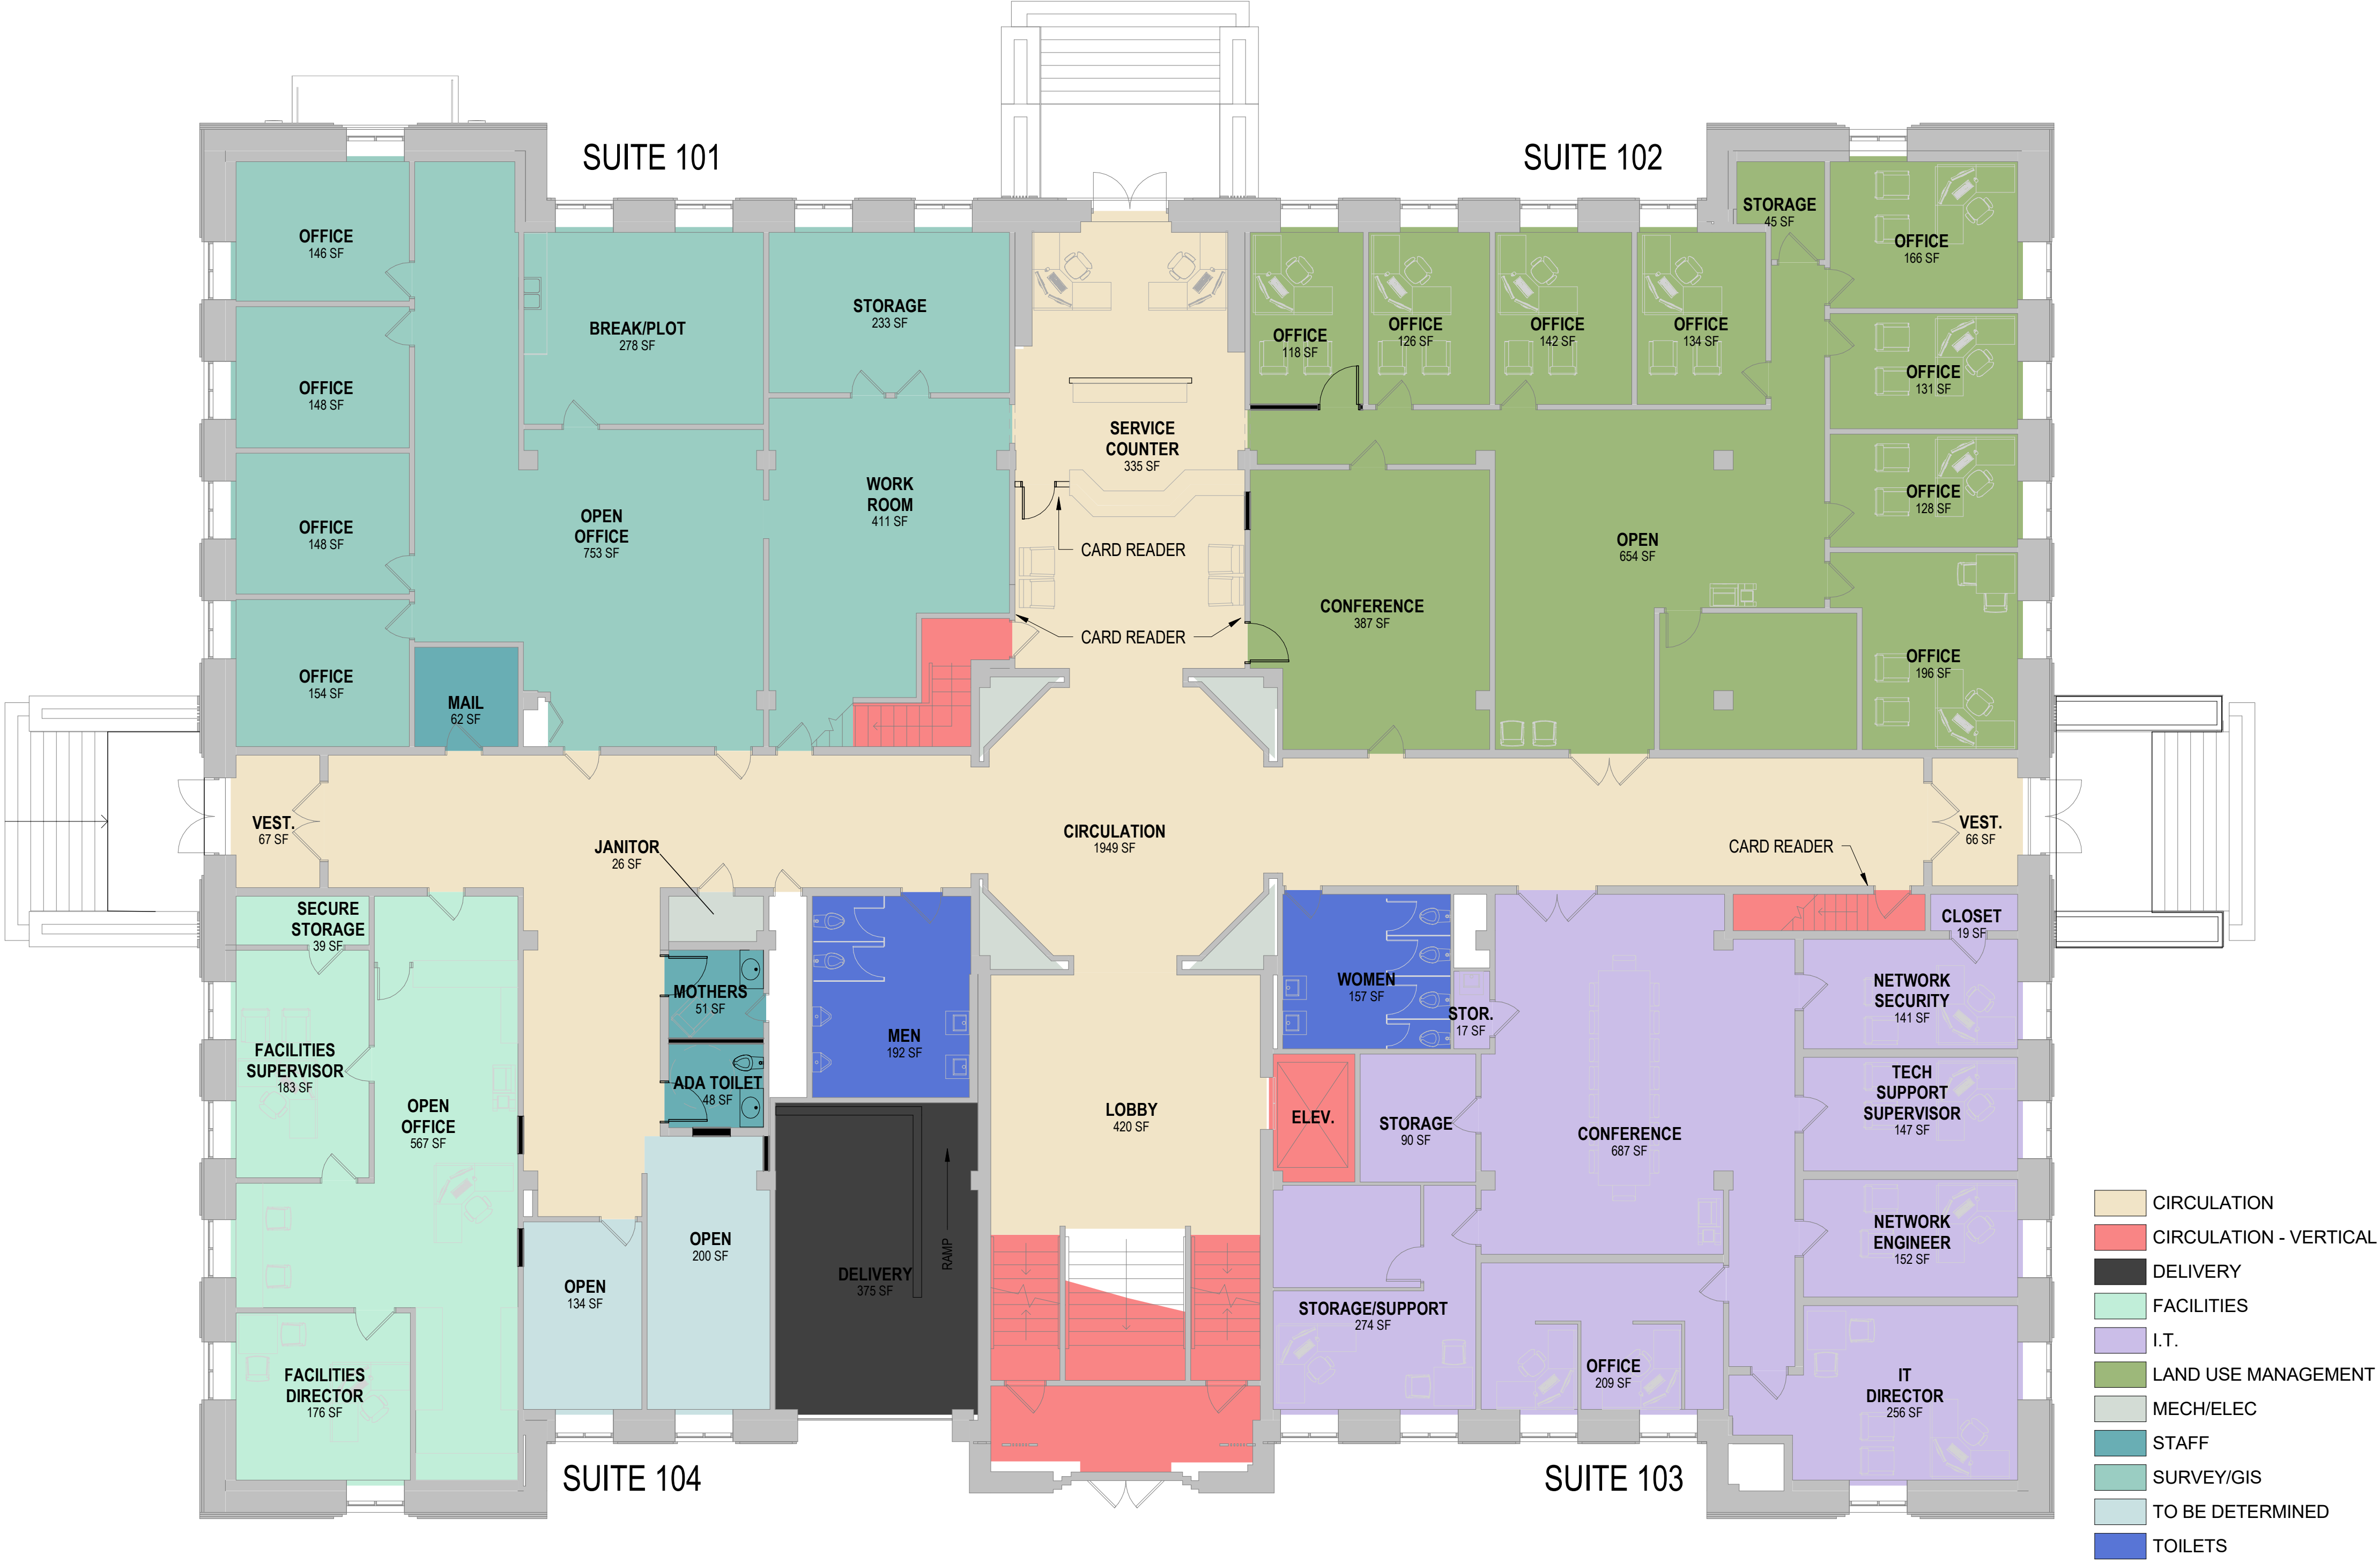 SUITE 101
SUITE 102
OFFICE
146 SF
BREAK/PLOT
278 SF
STORAGE
233 SF
OFFICE
148 SF
OFFICE
148 SF
OPEN
OFFICE
753 SF
WORK
ROOM
411 SF
OFFICE
154 SF
MAIL
62 SF
SERVICE
COUNTER
335 SF
CARD READER
CARD READER
OFFICE
118 SF
OFFICE
126 SF
OFFICE
142 SF
OFFICE
134 SF
STORAGE
45 SF
OFFICE
166 SF
OFFICE
131 SF
OFFICE
128 SF
OPEN
654 SF
CONFERENCE
387 SF
OFFICE
196 SF
VEST.
67 SF
JANITOR
26 SF
CIRCULATION
1949 SF
CARD READER
VEST.
66 SF
SECURE
STORAGE
39 SF
FACILITIES
SUPERVISOR
183 SF
OPEN
OFFICE
567 SF
FACILITIES
DIRECTOR
176 SF
MOTHERS
51 SF
ADA TOILET
48 SF
MEN
192 SF
OPEN
134 SF
OPEN
200 SF
DELIVERY
375 SF
RAMP
LOBBY
420 SF
WOMEN
157 SF
STOR.
17 SF
ELEV.
STORAGE
90 SF
CONFERENCE
687 SF
CLOSET
19 SF
NETWORK
SECURITY
141 SF
TECH
SUPPORT
SUPERVISOR
147 SF
NETWORK
ENGINEER
152 SF
STORAGE/SUPPORT
274 SF
OFFICE
209 SF
IT
DIRECTOR
256 SF
SUITE 104
SUITE 103
CIRCULATION
CIRCULATION - VERTICAL
DELIVERY
FACILITIES
I.T.
LAND USE MANAGEMENT
MECH/ELEC
STAFF
SURVEY/GIS
TO BE DETERMINED
TOILETS